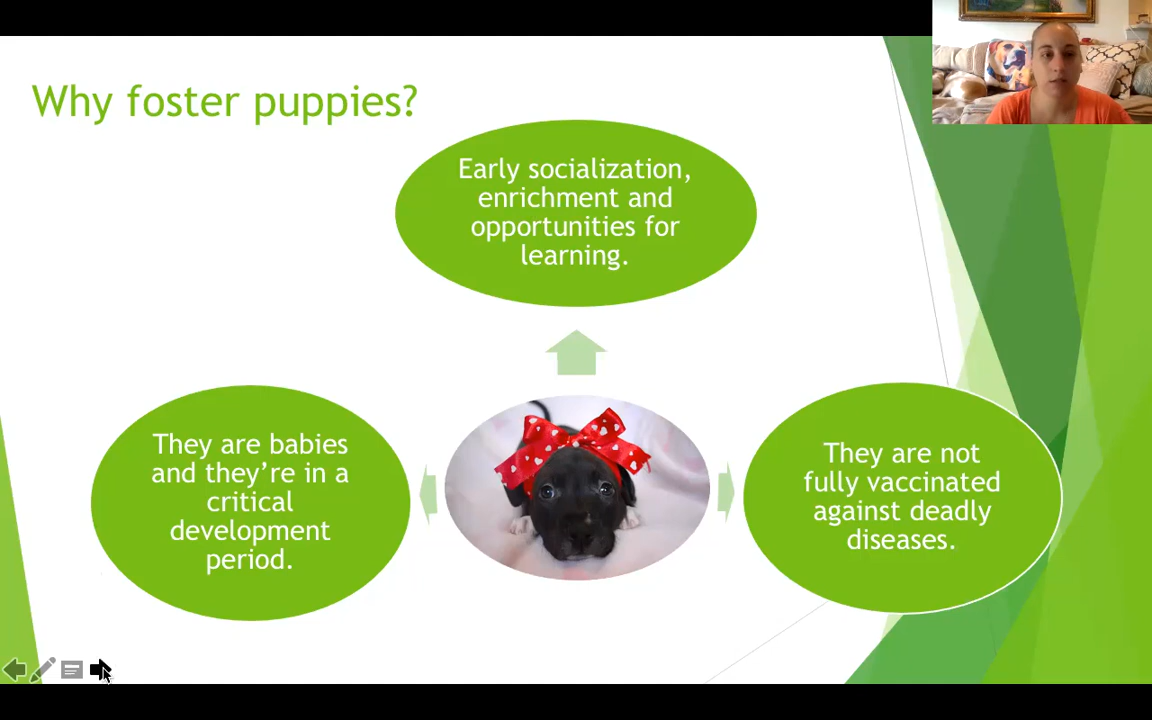 Why foster puppies?
Early socialization,
enrichment and
opportunities for
learning.
They are babies
and they're in a
critical
development
period.
They are not
fully vaccinated
against deadly
diseases.